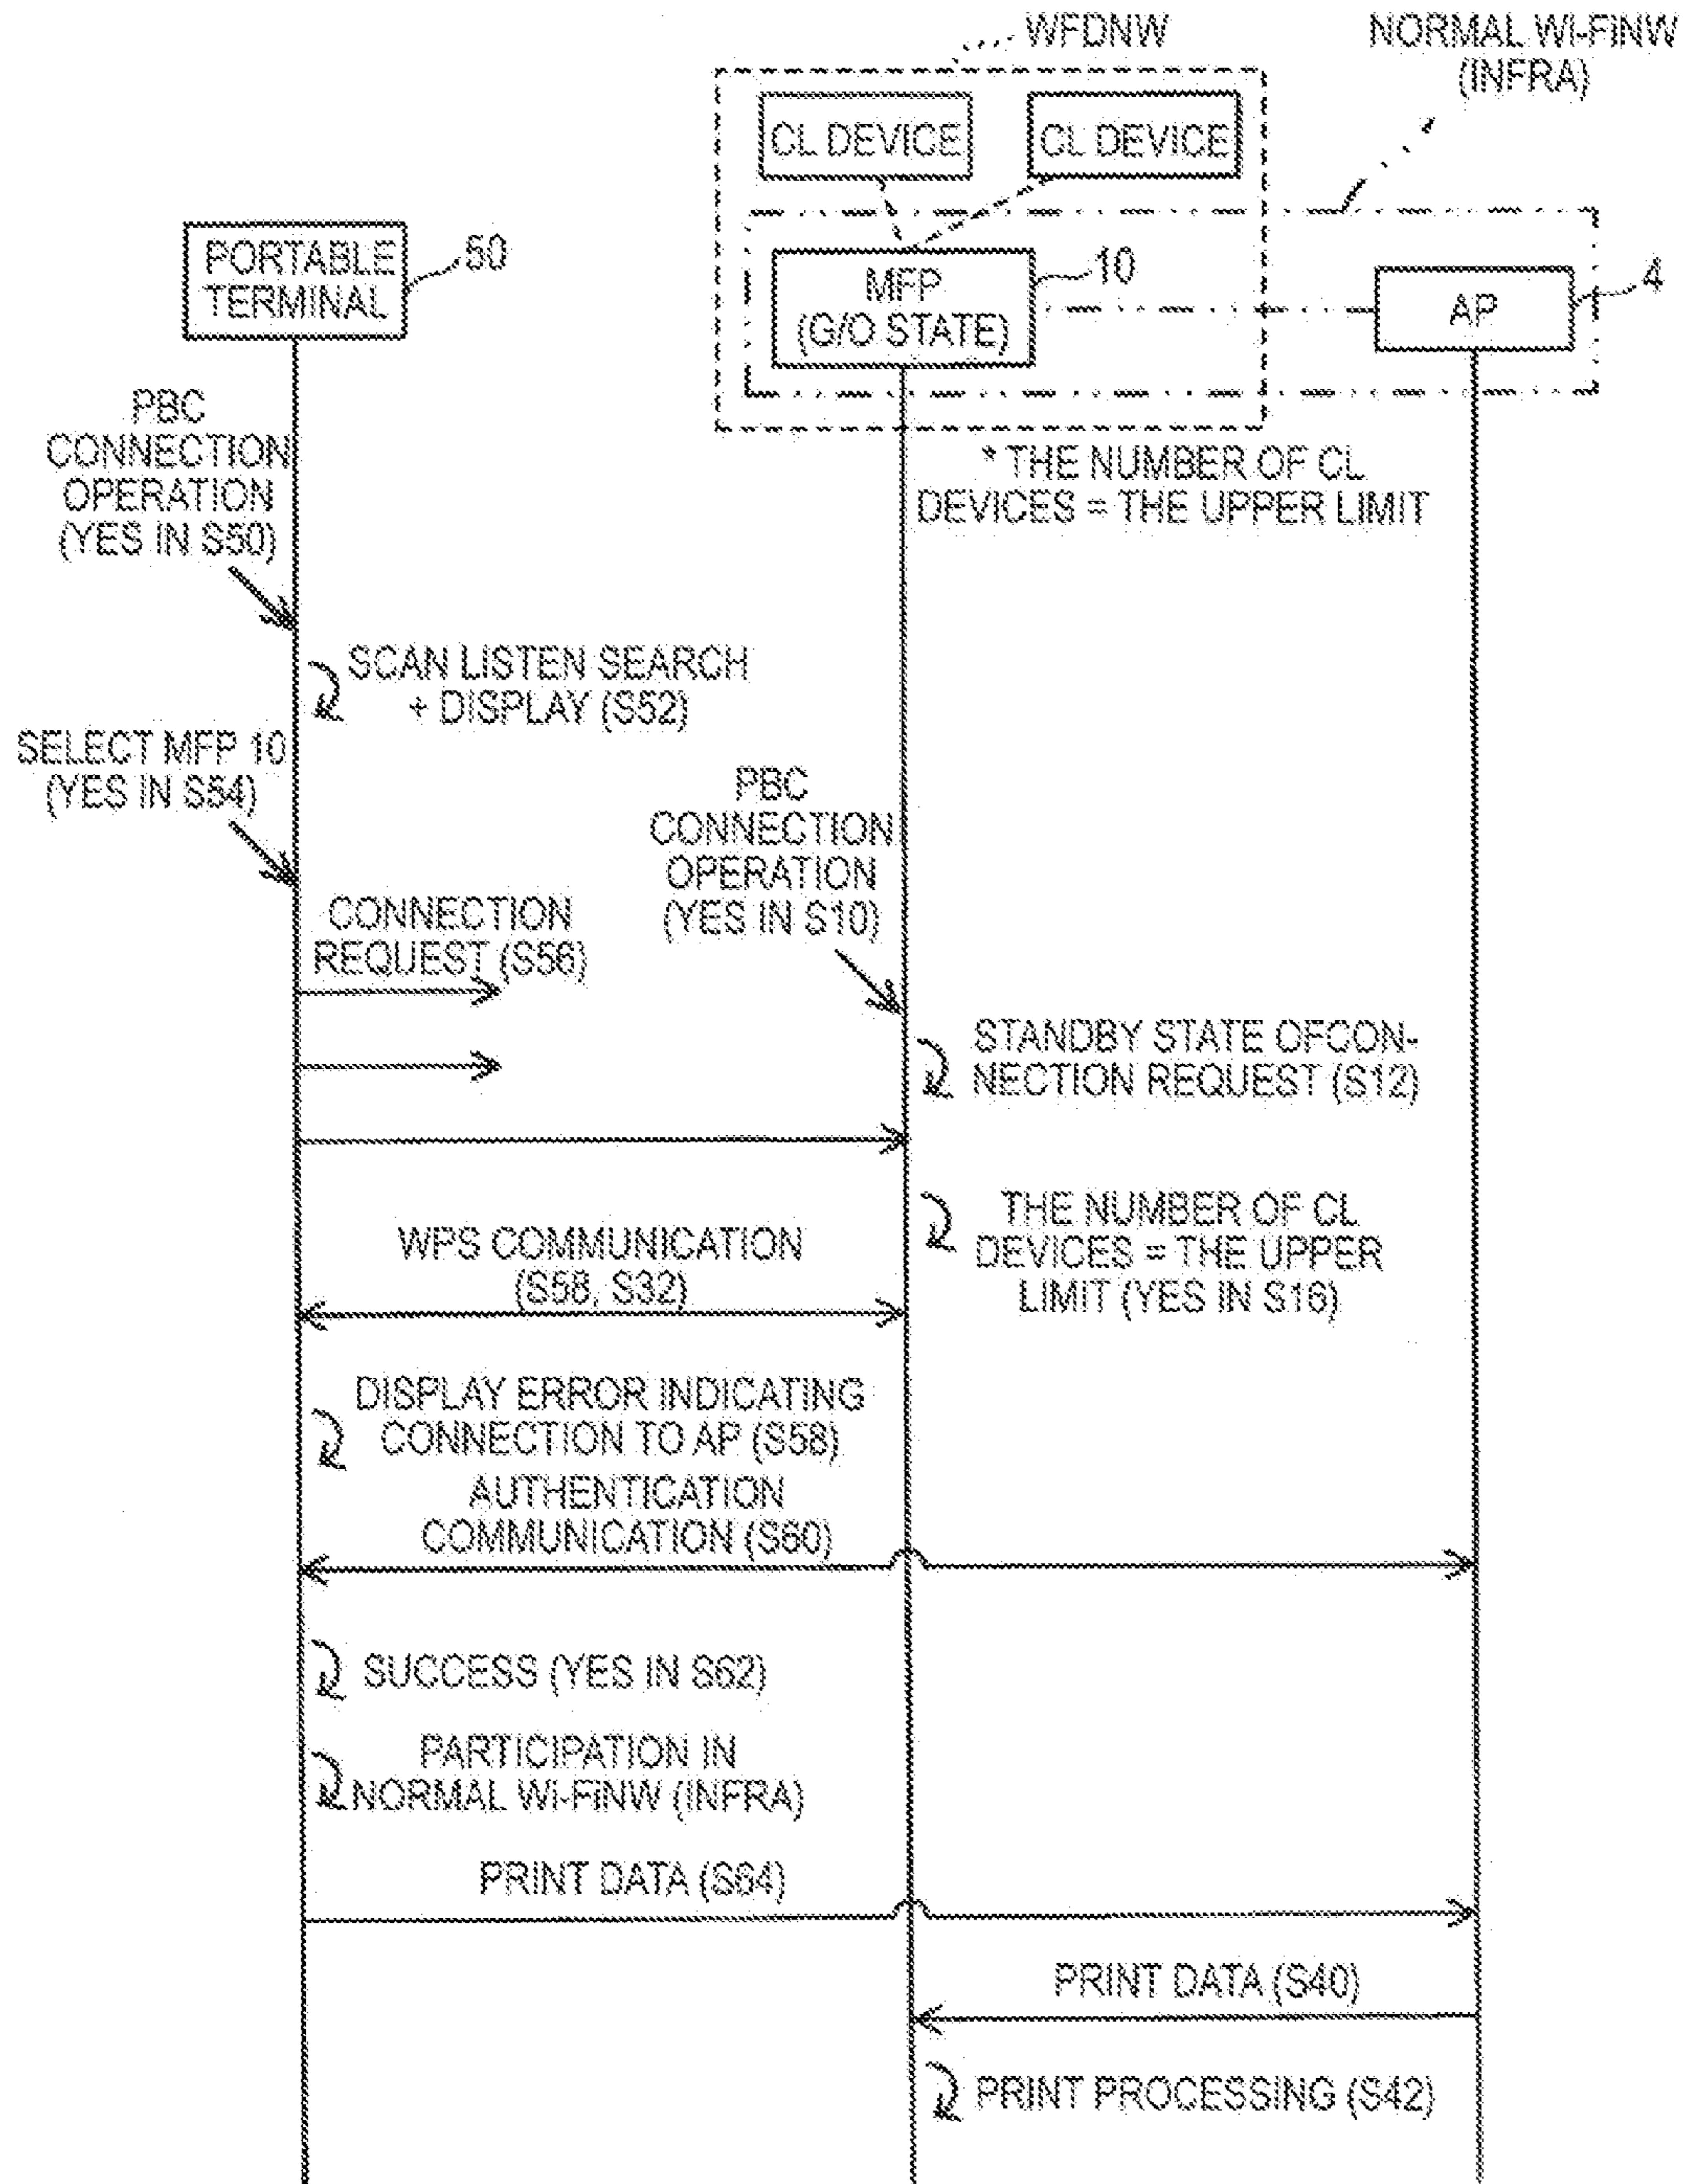 WFDNW
NORMAL WI-FiNW
(INFRA)
CL DEVICE
CL DEVICE
PORTABLE
TERMINAL
50
MFP
(G/O STATE)
10
AP
4
* THE NUMBER OF CL
DEVICES = THE UPPER LIMIT
PBC
CONNECTION
OPERATION
(YES IN S50)
SCAN LISTEN SEARCH
+ DISPLAY (S52)
SELECT MFP 10
(YES IN S54)
PBC
CONNECTION
OPERATION
(YES IN S10)
CONNECTION
REQUEST (S56)
STANDBY STATE OFCON-
NECTION REQUEST (S12)
THE NUMBER OF CL
DEVICES = THE UPPER
LIMIT (YES IN S16)
WPS COMMUNICATION
(S58, S32)
DISPLAY ERROR INDICATING
CONNECTION TO AP (S58)
AUTHENTICATION
COMMUNICATION (S60)
SUCCESS (YES IN S62)
PARTICIPATION IN
NORMAL WI-FiNW (INFRA)
PRINT DATA (S64)
PRINT DATA (S40)
PRINT PROCESSING (S42)